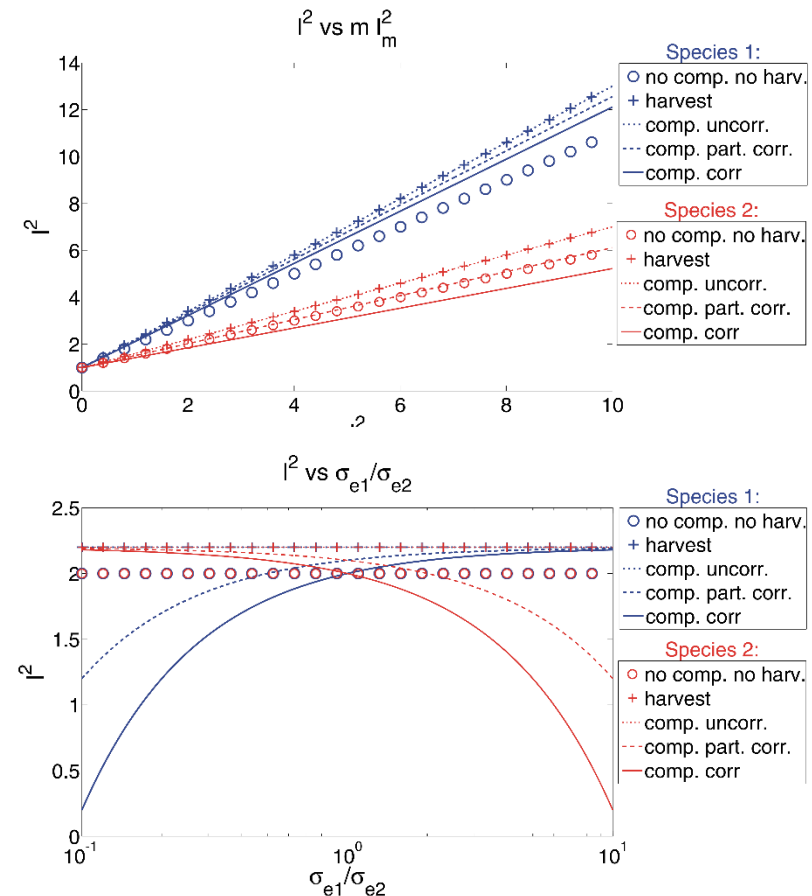 l² vs m l²ₘ
Species 1:
no comp. no harv.
harvest
comp. uncorr.
comp. part. corr.
comp. corr
Species 2:
no comp. no harv.
harvest
comp. uncorr.
comp. part. corr.
comp. corr
l²
14
12
10
8
6
4
2
0
0 2 4 6 8 10
l² vs σe1/σe2
Species 1:
no comp. no harv.
harvest
comp. uncorr.
comp. part. corr.
comp. corr
Species 2:
no comp. no harv.
harvest
comp. uncorr.
comp. part. corr.
comp. corr
l²
2.5
2
1.5
1
0.5
0
10⁻¹ 10⁰ 10¹
σe1/σe2